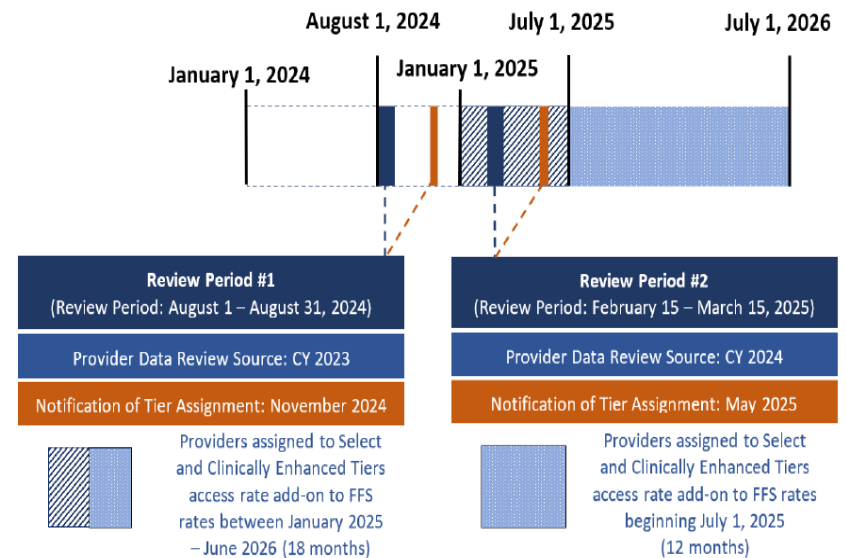 August 1, 2024
July 1, 2025
July 1, 2026
January 1, 2024
January 1, 2025
Review Period #1
(Review Period: August 1 – August 31, 2024)
Provider Data Review Source: CY 2023
Notification of Tier Assignment: November 2024
Providers assigned to Select
and Clinically Enhanced Tiers
access rate add-on to FFS
rates between January 2025
– June 2026 (18 months)
Review Period #2
(Review Period: February 15 – March 15, 2025)
Provider Data Review Source: CY 2024
Notification of Tier Assignment: May 2025
Providers assigned to Select
and Clinically Enhanced Tiers
access rate add-on to FFS rates
beginning July 1, 2025
(12 months)